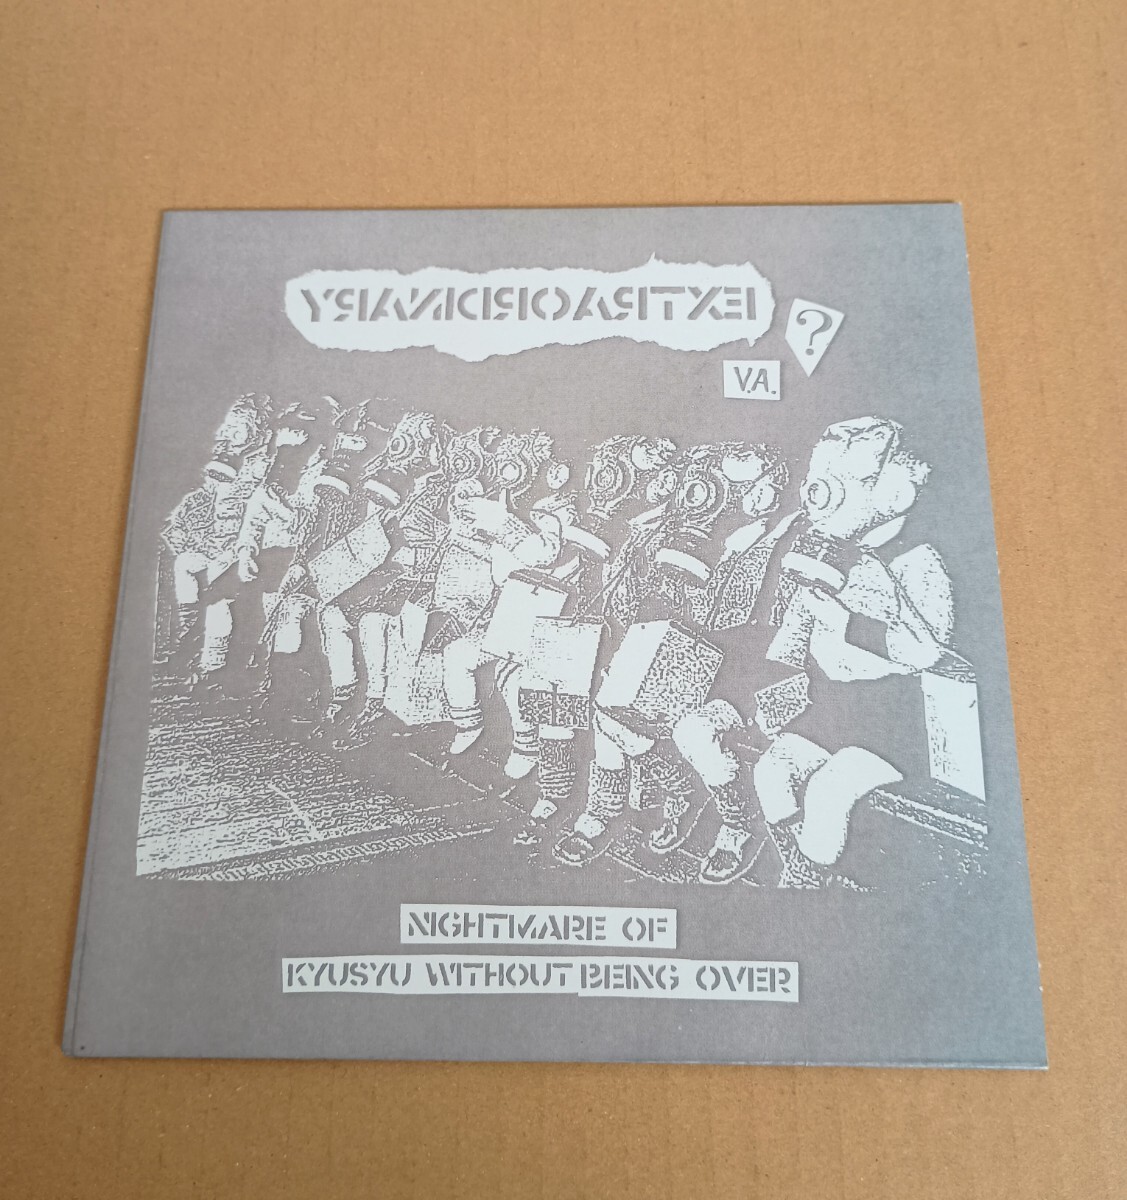 EXTRAORDINARY ?
V.A.
NIGHTMARE OF
KYUSYU WITHOUT BEING OVER